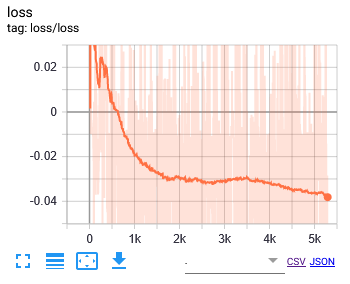 loss
tag: loss/loss
0.02
0
-0.02
-0.04
0 1k 2k 3k 4k 5k
. CSV JSON